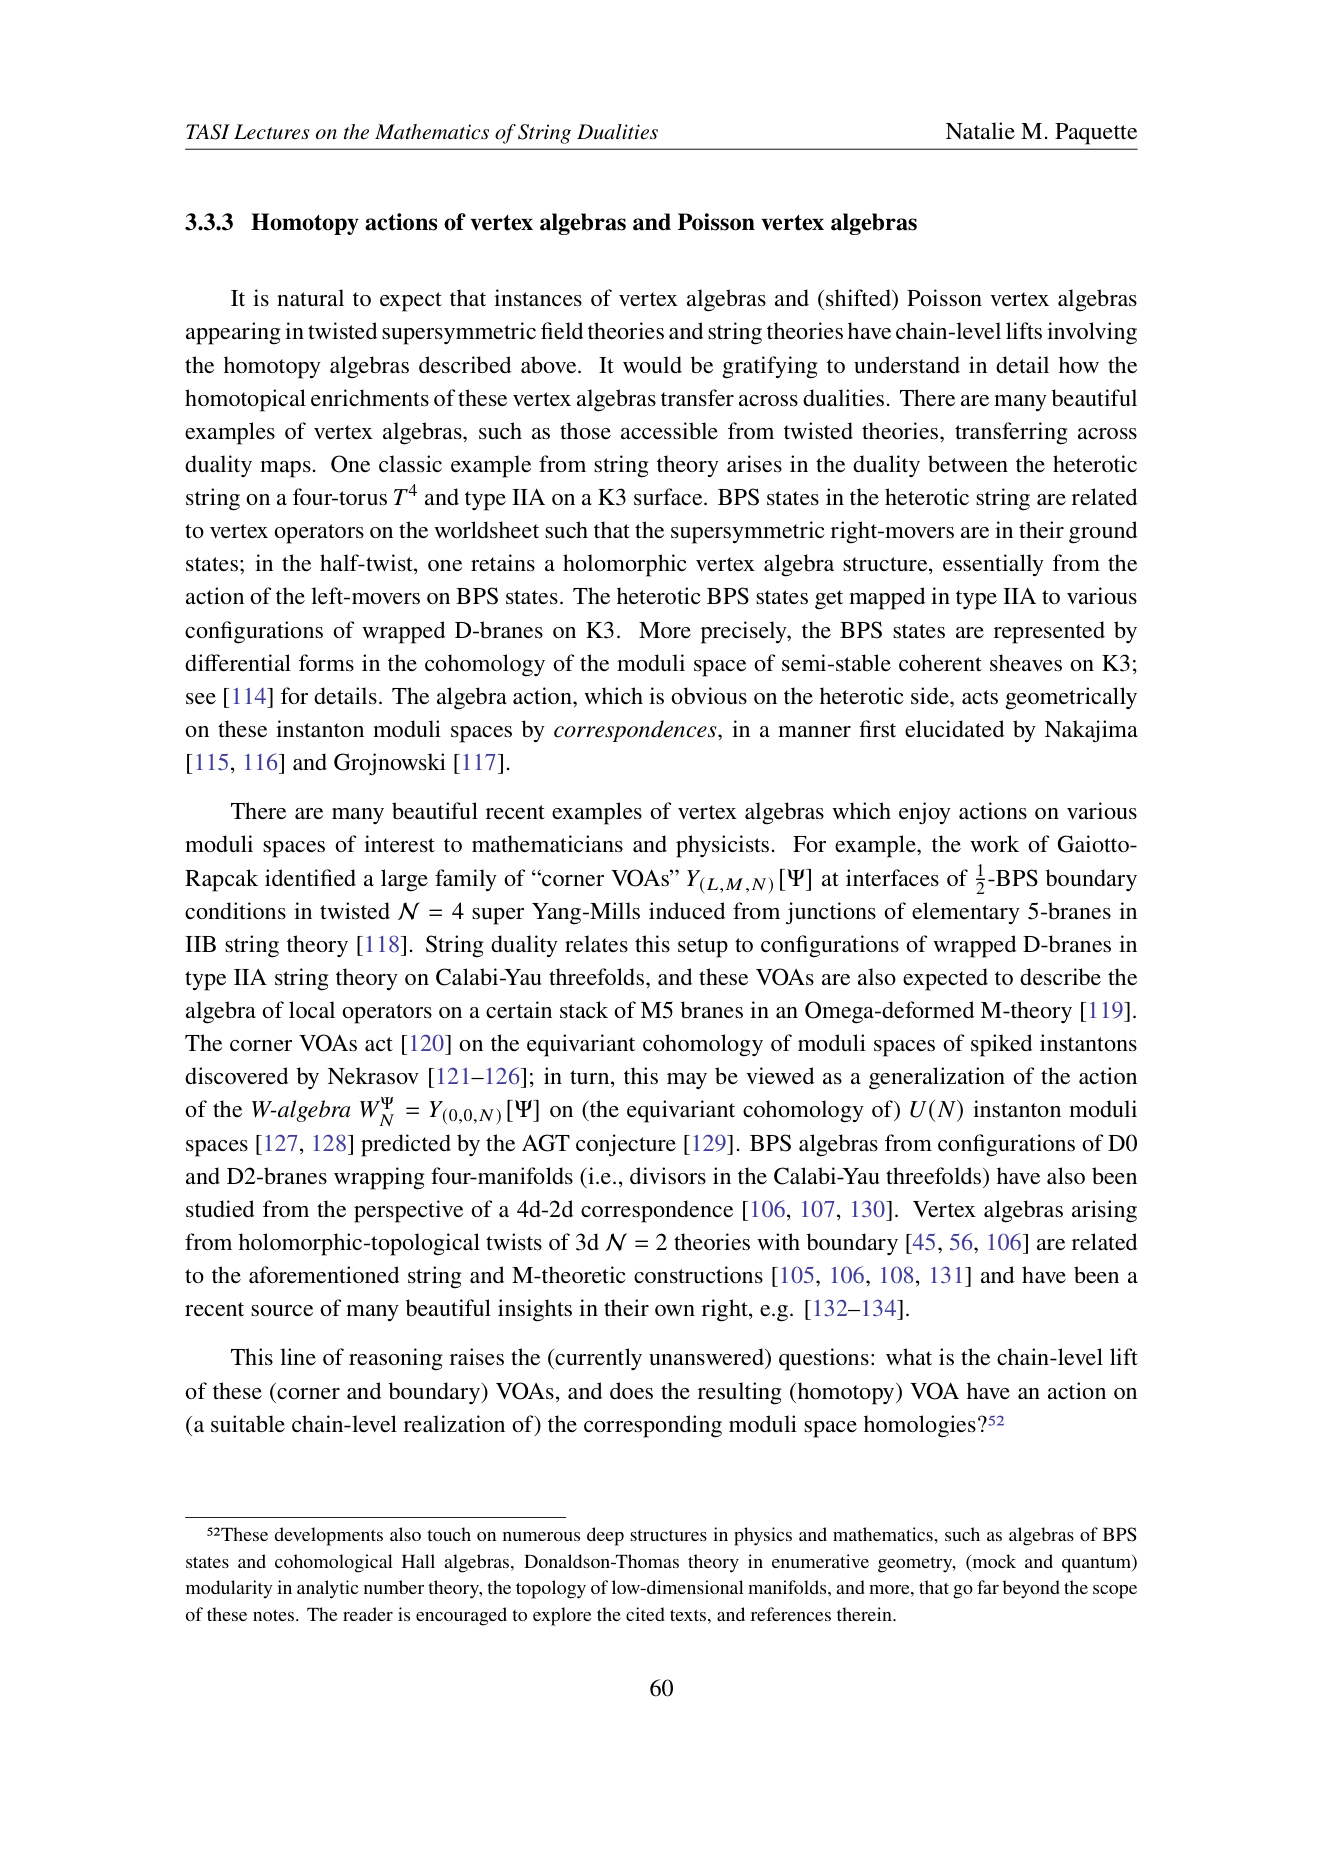 TASI Lectures on the Mathematics of String Dualities Natalie M. Paquette
3.3.3 Homotopy actions of vertex algebras and Poisson vertex algebras
It is natural to expect that instances of vertex algebras and (shifted) Poisson vertex algebras
appearing in twisted supersymmetric field theories and string theories have chain-level lifts involving
the homotopy algebras described above. It would be gratifying to understand in detail how the
homotopical enrichments of these vertex algebras transfer across dualities. There are many beautiful
examples of vertex algebras, such as those accessible from twisted theories, transferring across
duality maps. One classic example from string theory arises in the duality between the heterotic
string on a four-torus T⁴ and type IIA on a K3 surface. BPS states in the heterotic string are related
to vertex operators on the worldsheet such that the supersymmetric right-movers are in their ground
states; in the half-twist, one retains a holomorphic vertex algebra structure, essentially from the
action of the left-movers on BPS states. The heterotic BPS states get mapped in type IIA to various
configurations of wrapped D-branes on K3. More precisely, the BPS states are represented by
differential forms in the cohomology of the moduli space of semi-stable coherent sheaves on K3;
see [114] for details. The algebra action, which is obvious on the heterotic side, acts geometrically
on these instanton moduli spaces by correspondences, in a manner first elucidated by Nakajima
[115, 116] and Grojnowski [117].
There are many beautiful recent examples of vertex algebras which enjoy actions on various
moduli spaces of interest to mathematicians and physicists. For example, the work of Gaiotto-
Rapcak identified a large family of “corner VOAs” Y_{(L,M,N)}[Ψ] at interfaces of ½-BPS boundary
conditions in twisted 𝒩 = 4 super Yang-Mills induced from junctions of elementary 5-branes in
IIB string theory [118]. String duality relates this setup to configurations of wrapped D-branes in
type IIA string theory on Calabi-Yau threefolds, and these VOAs are also expected to describe the
algebra of local operators on a certain stack of M5 branes in an Omega-deformed M-theory [119].
The corner VOAs act [120] on the equivariant cohomology of moduli spaces of spiked instantons
discovered by Nekrasov [121–126]; in turn, this may be viewed as a generalization of the action
of the W-algebra W_N^Ψ = Y_{(0,0,N)}[Ψ] on (the equivariant cohomology of) U(N) instanton moduli
spaces [127, 128] predicted by the AGT conjecture [129]. BPS algebras from configurations of D0
and D2-branes wrapping four-manifolds (i.e., divisors in the Calabi-Yau threefolds) have also been
studied from the perspective of a 4d-2d correspondence [106, 107, 130]. Vertex algebras arising
from holomorphic-topological twists of 3d 𝒩 = 2 theories with boundary [45, 56, 106] are related
to the aforementioned string and M-theoretic constructions [105, 106, 108, 131] and have been a
recent source of many beautiful insights in their own right, e.g. [132–134].
This line of reasoning raises the (currently unanswered) questions: what is the chain-level lift
of these (corner and boundary) VOAs, and does the resulting (homotopy) VOA have an action on
(a suitable chain-level realization of) the corresponding moduli space homologies?⁵²
⁵²These developments also touch on numerous deep structures in physics and mathematics, such as algebras of BPS
states and cohomological Hall algebras, Donaldson-Thomas theory in enumerative geometry, (mock and quantum)
modularity in analytic number theory, the topology of low-dimensional manifolds, and more, that go far beyond the scope
of these notes. The reader is encouraged to explore the cited texts, and references therein.
60